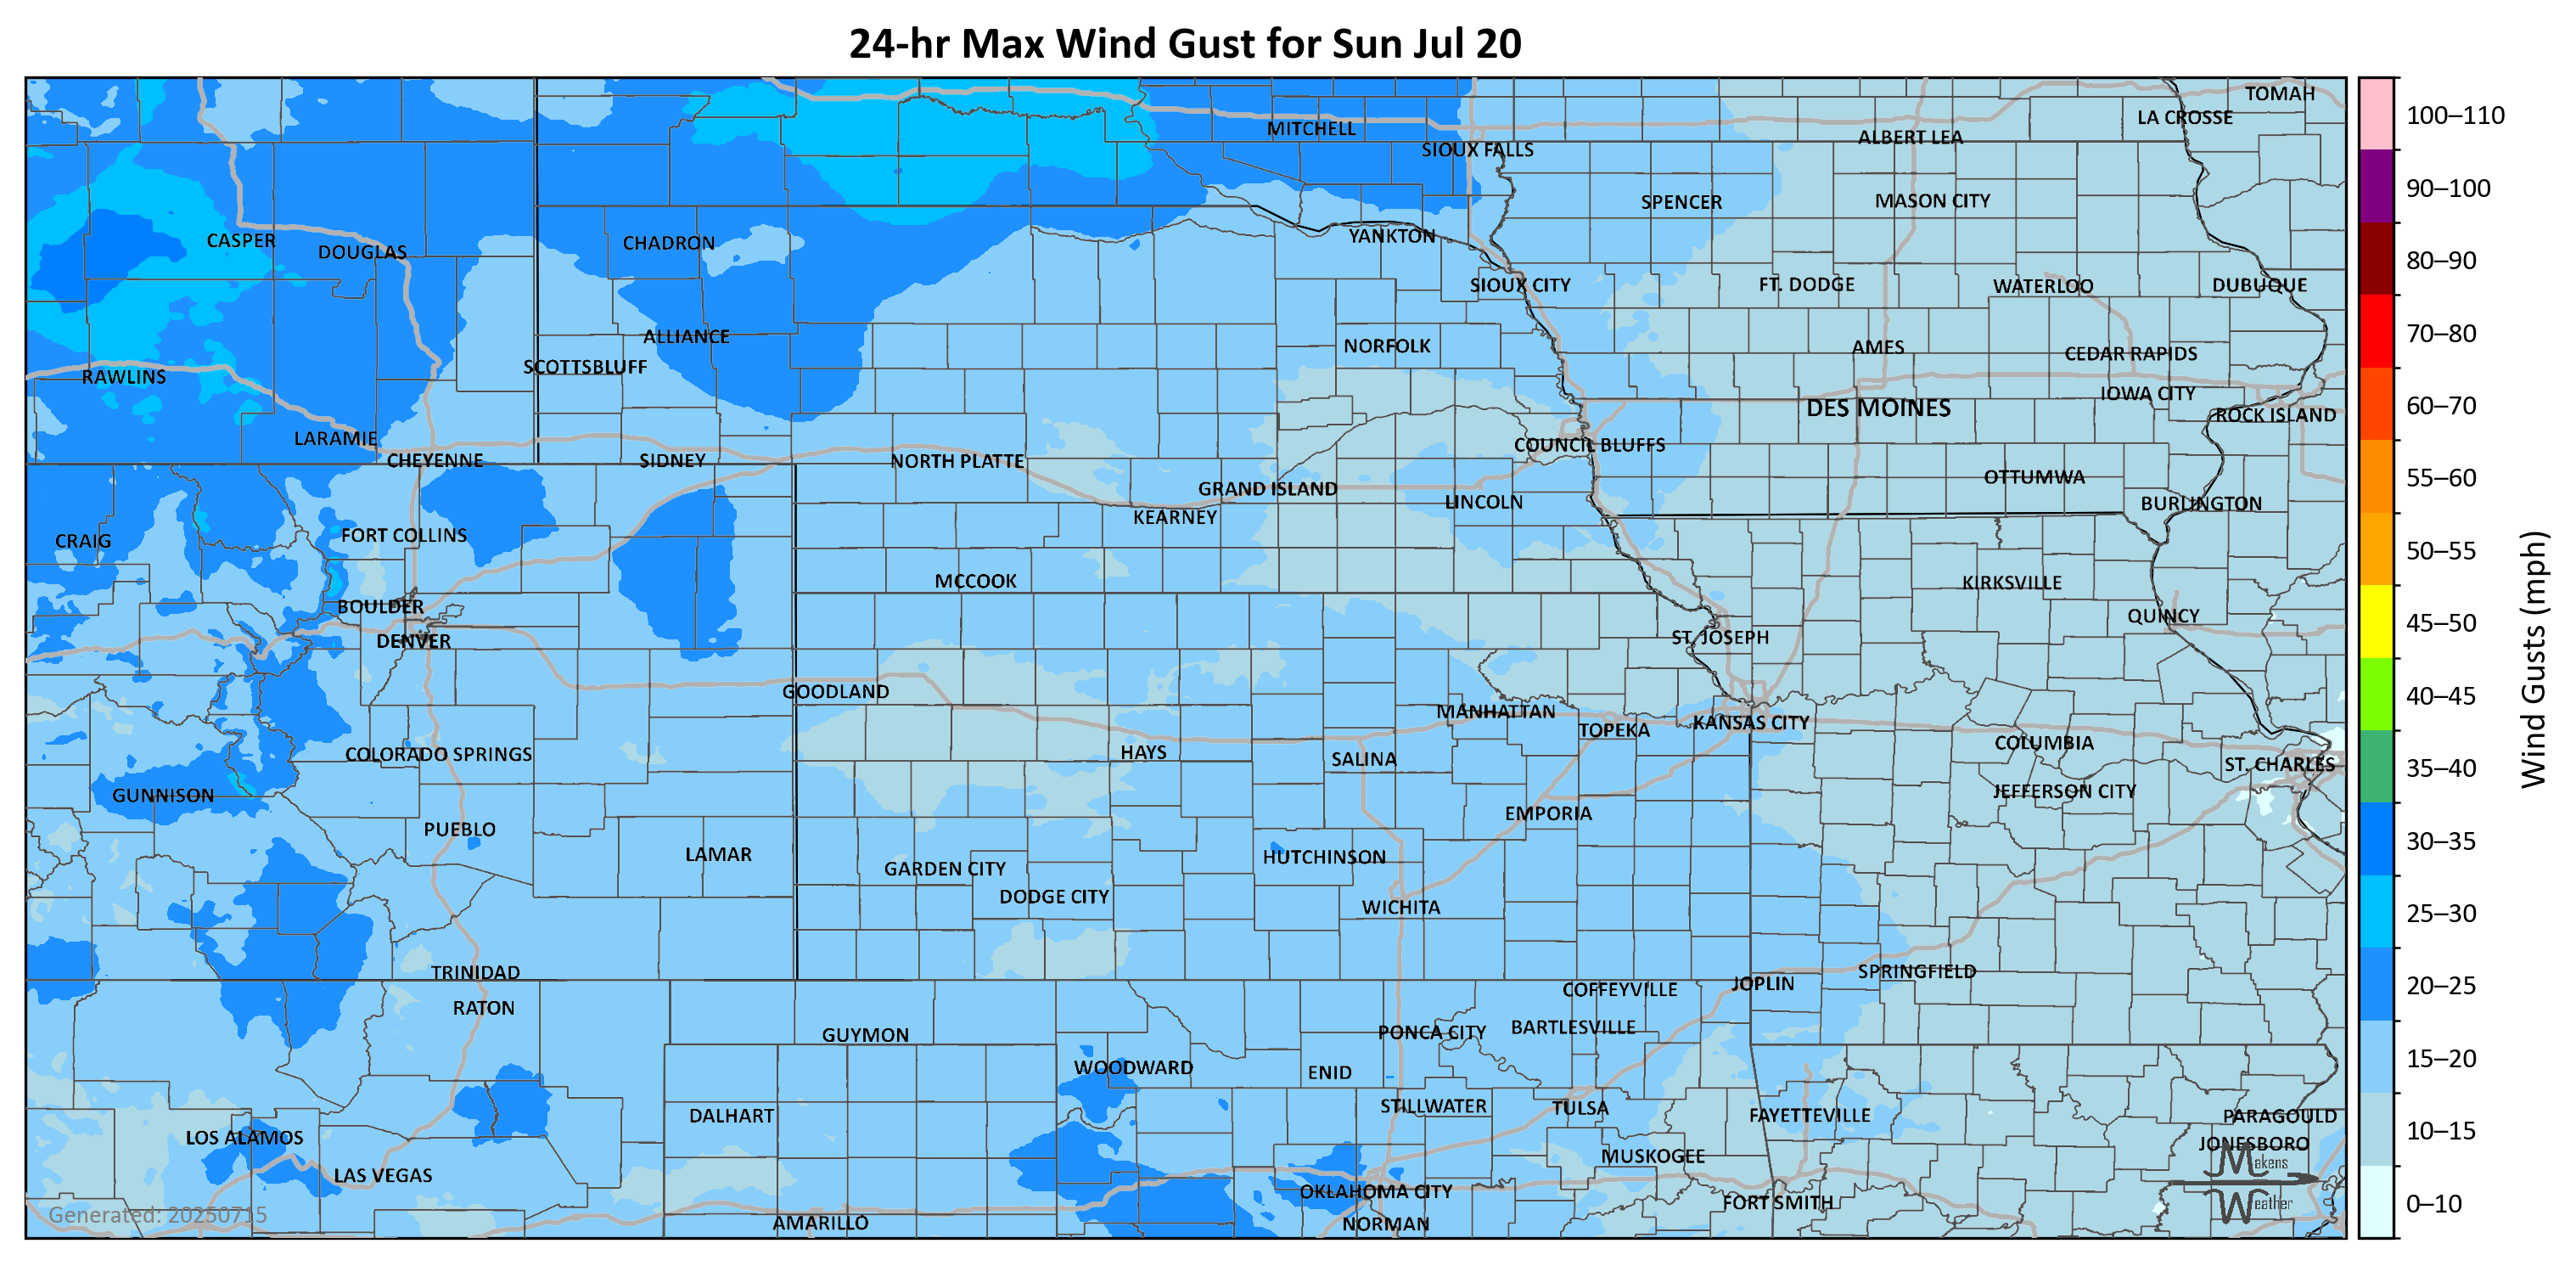 24-hr Max Wind Gust for Sun Jul 20
TOMAH
LA CROSSE
MITCHELL
ALBERT LEA
SIOUX FALLS
SPENCER
MASON CITY
CASPER
DOUGLAS
CHADRON
YANKTON
SIOUX CITY
FT. DODGE
WATERLOO
DUBUQUE
ALLIANCE
NORFOLK
AMES
CEDAR RAPIDS
SCOTTSBLUFF
RAWLINS
IOWA CITY
DES MOINES
ROCK ISLAND
LARAMIE
COUNCIL BLUFFS
CHEYENNE
SIDNEY
NORTH PLATTE
OTTUMWA
GRAND ISLAND
LINCOLN
BURLINGTON
KEARNEY
CRAIG
FORT COLLINS
MCCOOK
KIRKSVILLE
BOULDER
QUINCY
DENVER
ST. JOSEPH
GOODLAND
MANHATTAN
TOPEKA
KANSAS CITY
COLORADO SPRINGS
HAYS
SALINA
COLUMBIA
ST. CHARLES
GUNNISON
JEFFERSON CITY
EMPORIA
PUEBLO
LAMAR
HUTCHINSON
GARDEN CITY
DODGE CITY
WICHITA
TRINIDAD
SPRINGFIELD
JOPLIN
COFFEYVILLE
RATON
GUYMON
PONCA CITY
BARTLESVILLE
WOODWARD
ENID
STILLWATER
TULSA
DALHART
FAYETTEVILLE
PARAGOULD
LOS ALAMOS
JONESBORO
MUSKOGEE
LAS VEGAS
OKLAHOMA CITY
FORT SMITH
AMARILLO
NORMAN
Generated: 20250715
Makens
Weather
100–110
90–100
80–90
70–80
60–70
55–60
50–55
45–50
40–45
35–40
30–35
25–30
20–25
15–20
10–15
0–10
Wind Gusts (mph)